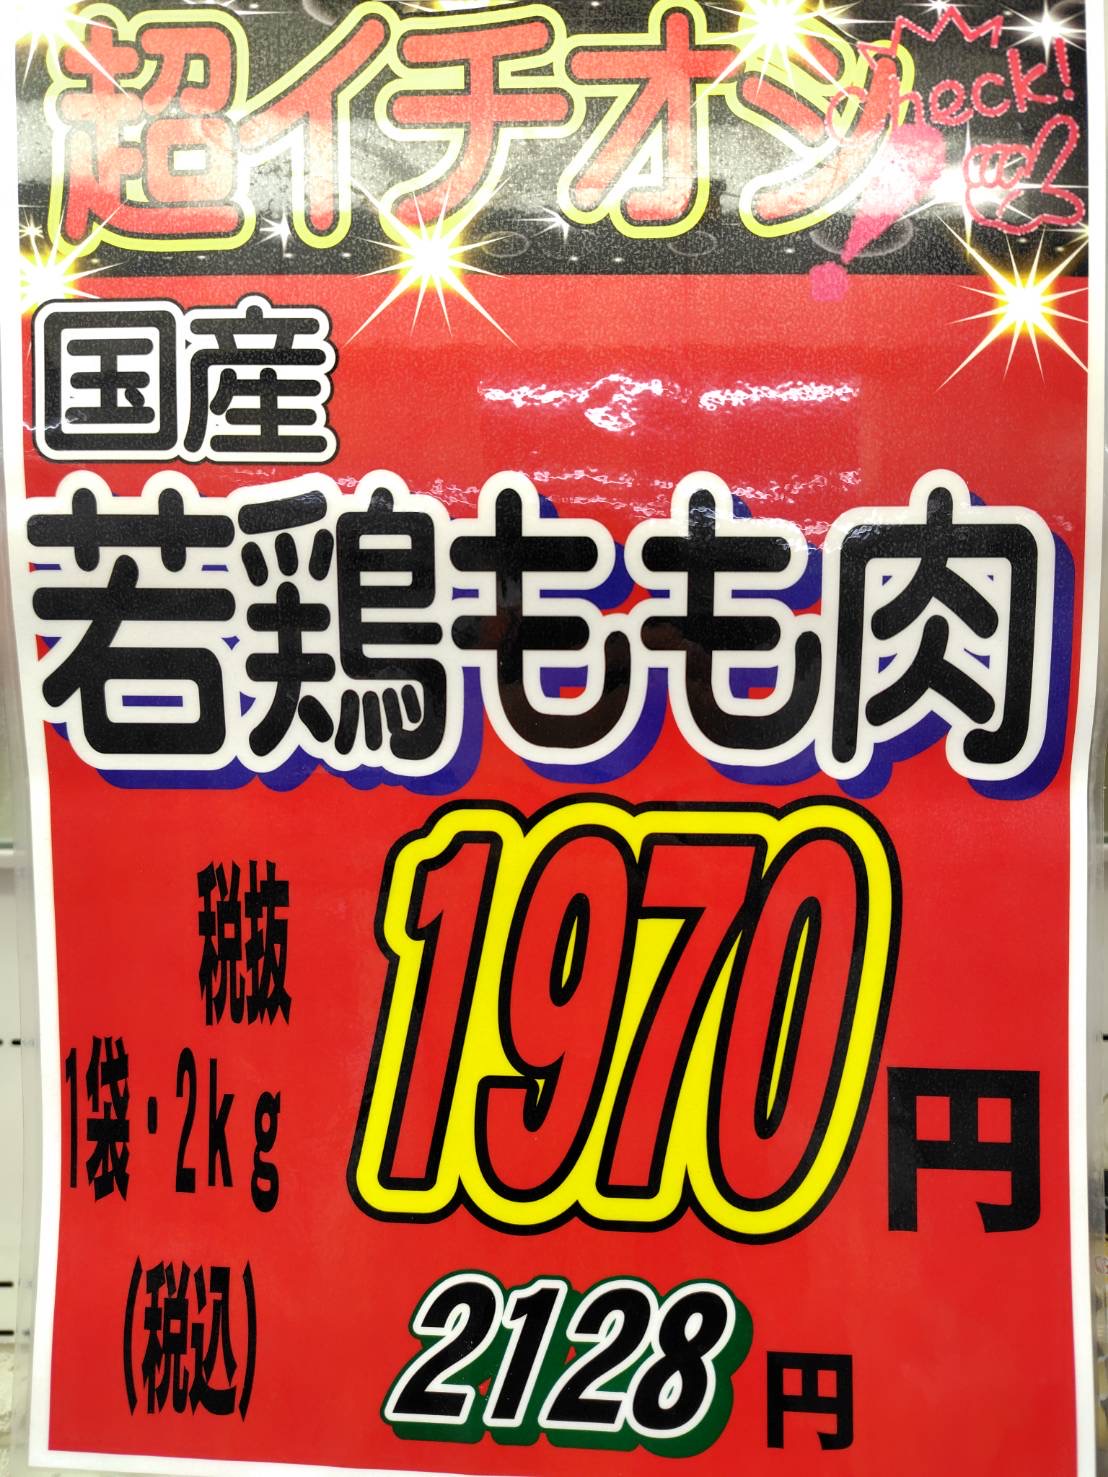 超イチオシ
check!
国産
若鶏もも肉
税抜
1袋・2kg
1970円
(税込)
2128円